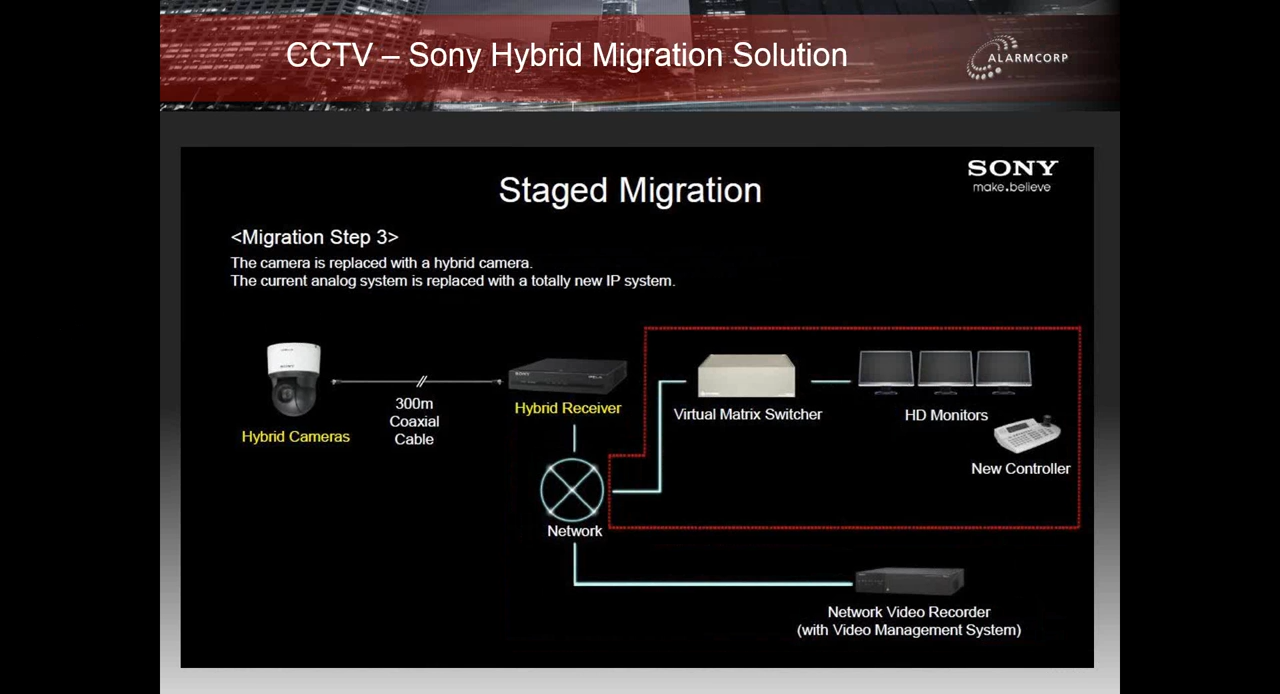 CCTV – Sony Hybrid Migration Solution
ALARMCORP
SONY
make.believe
Staged Migration
<Migration Step 3>
The camera is replaced with a hybrid camera.
The current analog system is replaced with a totally new IP system.
SONY
SONY
300m
Coaxial
Cable
Hybrid Cameras
Hybrid Receiver
Virtual Matrix Switcher
HD Monitors
New Controller
Network
Network Video Recorder
(with Video Management System)